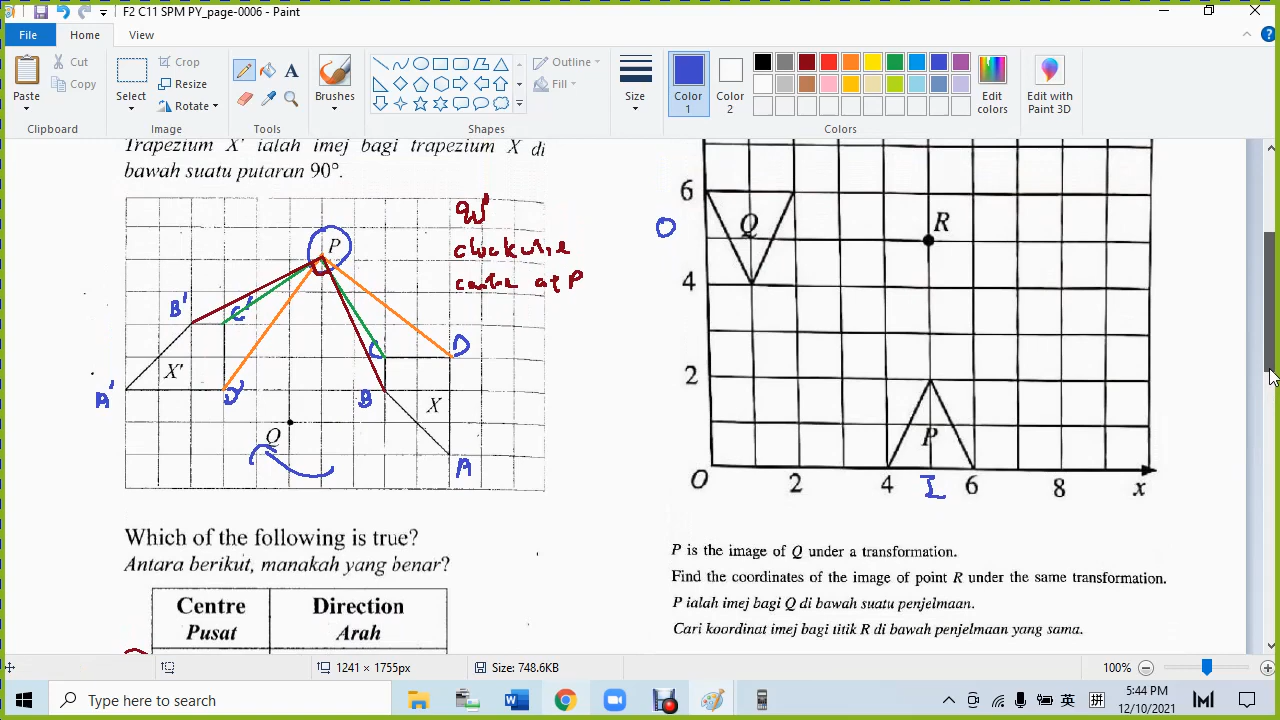 F2 C11 SPM PY_page-0006 - Paint
File
Home
View
Paste
Cut
Copy
Clipboard
Select
Crop
Resize
Rotate
Image
A
Tools
Brushes
Shapes
Outline
Fill
Size
Color
1
Color
2
Colors
Edit
colors
Edit with
Paint 3D
Trapezium X' ialah imej bagi trapezium X di
bawah suatu putaran 90°.
P
90°
clockwise
centre at P
B'
C'
C
D
X'
A'
D'
B
X
Q
A
Which of the following is true?
Antara berikut, manakah yang benar?
Centre
Pusat
Direction
Arah
6
O
Q
R
4
2
P
O
2
4
I
6
8
x
P is the image of Q under a transformation.
Find the coordinates of the image of point R under the same transformation.
P ialah imej bagi Q di bawah suatu penjelmaan.
Cari koordinat imej bagi titik R di bawah penjelmaan yang sama.
1241 × 1755px
Size: 748.6KB
100%
Type here to search
英
拼
5:44 PM
12/10/2021